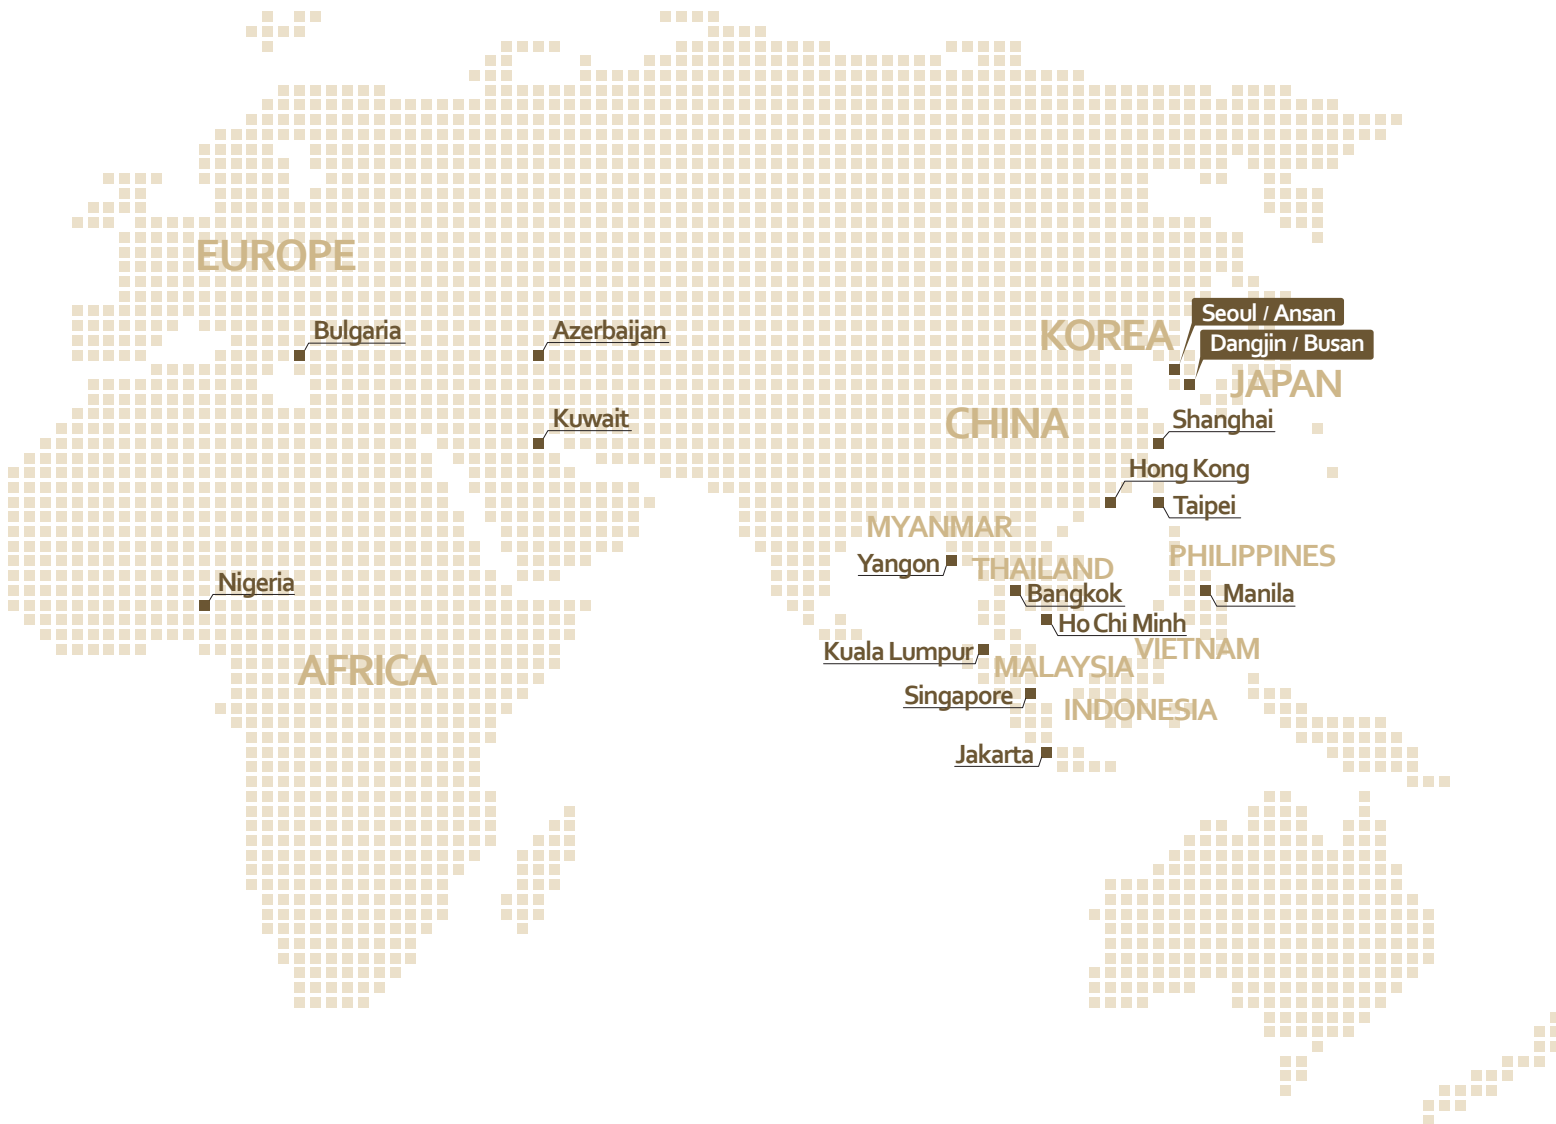 EUROPE
Bulgaria
Azerbaijan
Kuwait
KOREA
Seoul / Ansan
Dangjin / Busan
JAPAN
CHINA
Shanghai
Hong Kong
Taipei
MYANMAR
Yangon
THAILAND
Bangkok
PHILIPPINES
Manila
Nigeria
AFRICA
Ho Chi Minh
VIETNAM
Kuala Lumpur
MALAYSIA
Singapore
INDONESIA
Jakarta